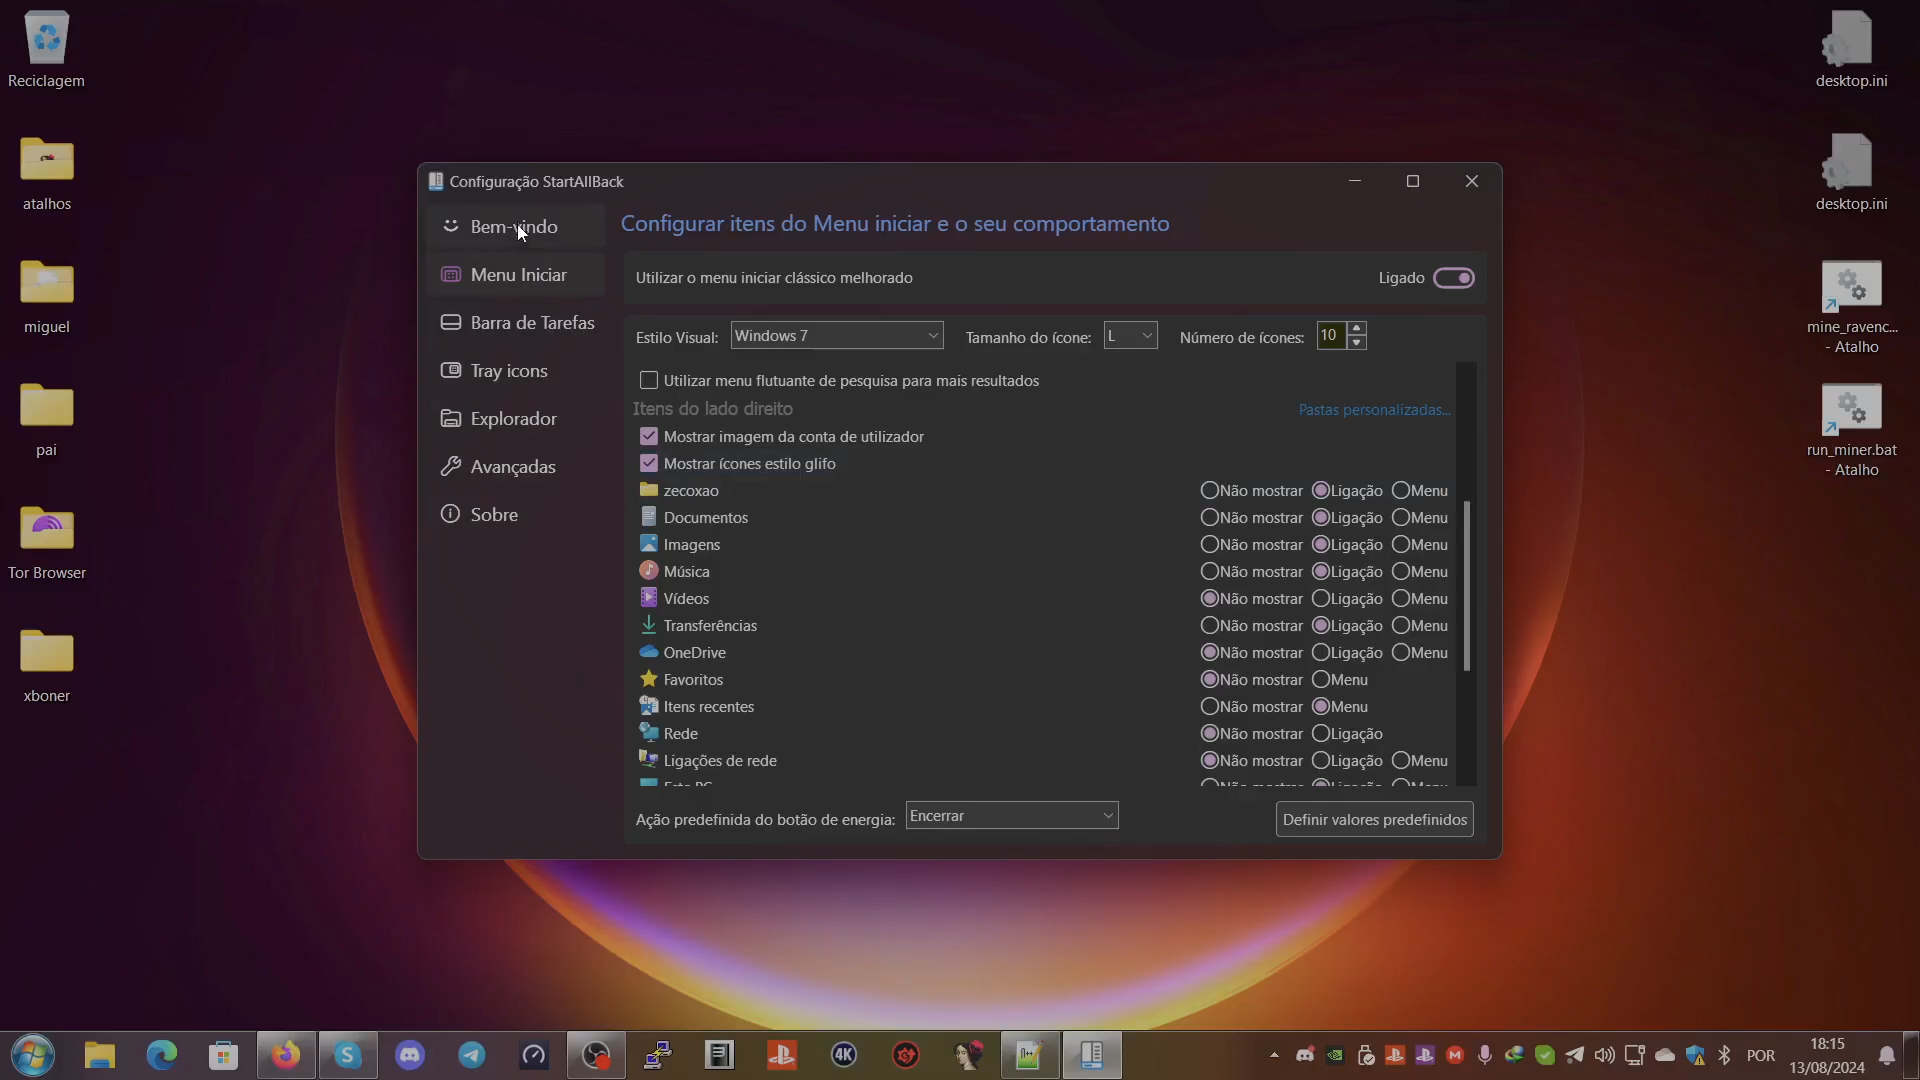 Reciclagem
atalhos
miguel
pai
Tor Browser
xboner
desktop.ini
desktop.ini
mine_ravenc...
- Atalho
run_miner.bat
- Atalho
Configuração StartAllBack
Bem-vindo
Menu Iniciar
Barra de Tarefas
Tray icons
Explorador
Avançadas
Sobre
Configurar itens do Menu iniciar e o seu comportamento
Utilizar o menu iniciar clássico melhorado Ligado
Estilo Visual: Windows 7 Tamanho do ícone: L Número de ícones: 10
Utilizar menu flutuante de pesquisa para mais resultados
Itens do lado direito Pastas personalizadas...
Mostrar imagem da conta de utilizador
Mostrar ícones estilo glifo
zecoxao Não mostrar Ligação Menu
Documentos Não mostrar Ligação Menu
Imagens Não mostrar Ligação Menu
Música Não mostrar Ligação Menu
Vídeos Não mostrar Ligação Menu
Transferências Não mostrar Ligação Menu
OneDrive Não mostrar Ligação Menu
Favoritos Não mostrar Menu
Itens recentes Não mostrar Menu
Rede Não mostrar Ligação
Ligações de rede Não mostrar Ligação Menu
Este PC Não mostrar Ligação Menu
Ação predefinida do botão de energia: Encerrar Definir valores predefinidos
4K
POR
18:15
13/08/2024